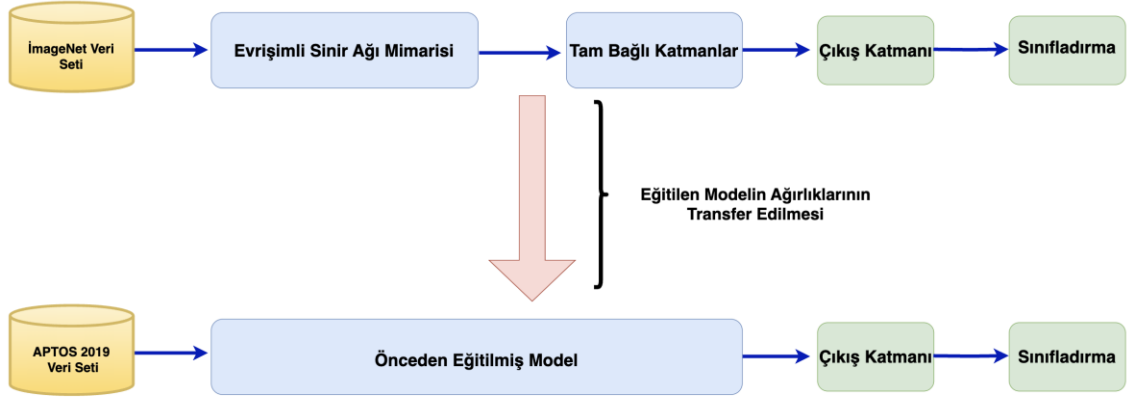 İmageNet Veri
Seti
Evrişimli Sinir Ağı Mimarisi
Tam Bağlı Katmanlar
Çıkış Katmanı
Sınıfladırma
Eğitilen Modelin Ağırlıklarının
Transfer Edilmesi
APTOS 2019
Veri Seti
Önceden Eğitilmiş Model
Çıkış Katmanı
Sınıfladırma